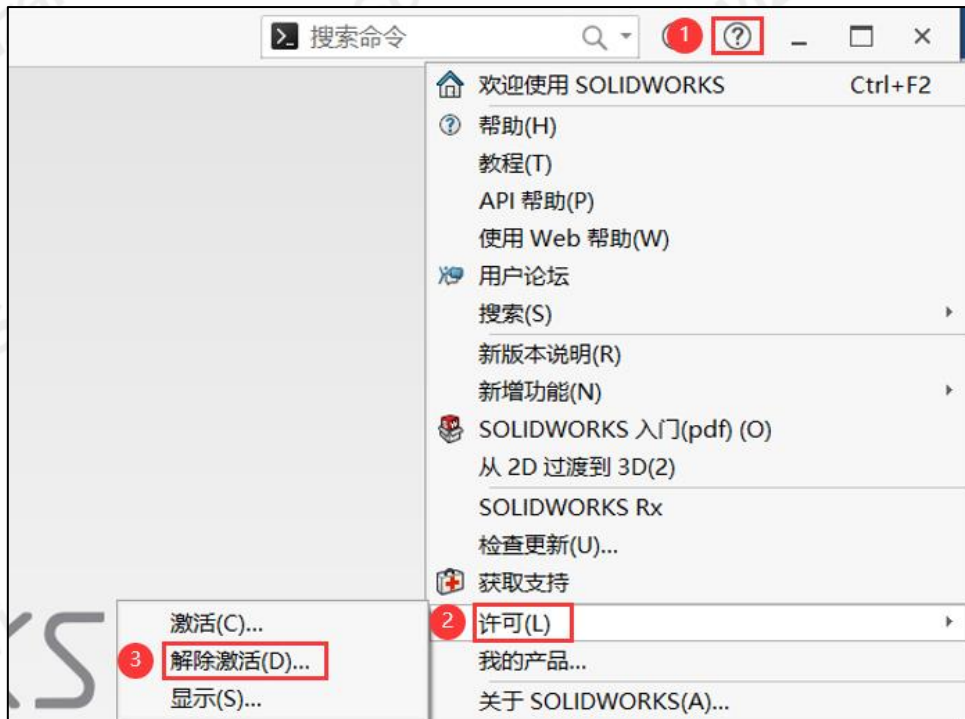 搜索命令
1
欢迎使用 SOLIDWORKS Ctrl+F2
帮助(H)
教程(T)
API 帮助(P)
使用 Web 帮助(W)
用户论坛
搜索(S)
新版本说明(R)
新增功能(N)
SOLIDWORKS 入门(pdf) (O)
从 2D 过渡到 3D(2)
SOLIDWORKS Rx
检查更新(U)...
获取支持
2 许可(L)
我的产品...
关于 SOLIDWORKS(A)...
激活(C)...
3 解除激活(D)...
显示(S)...
KS